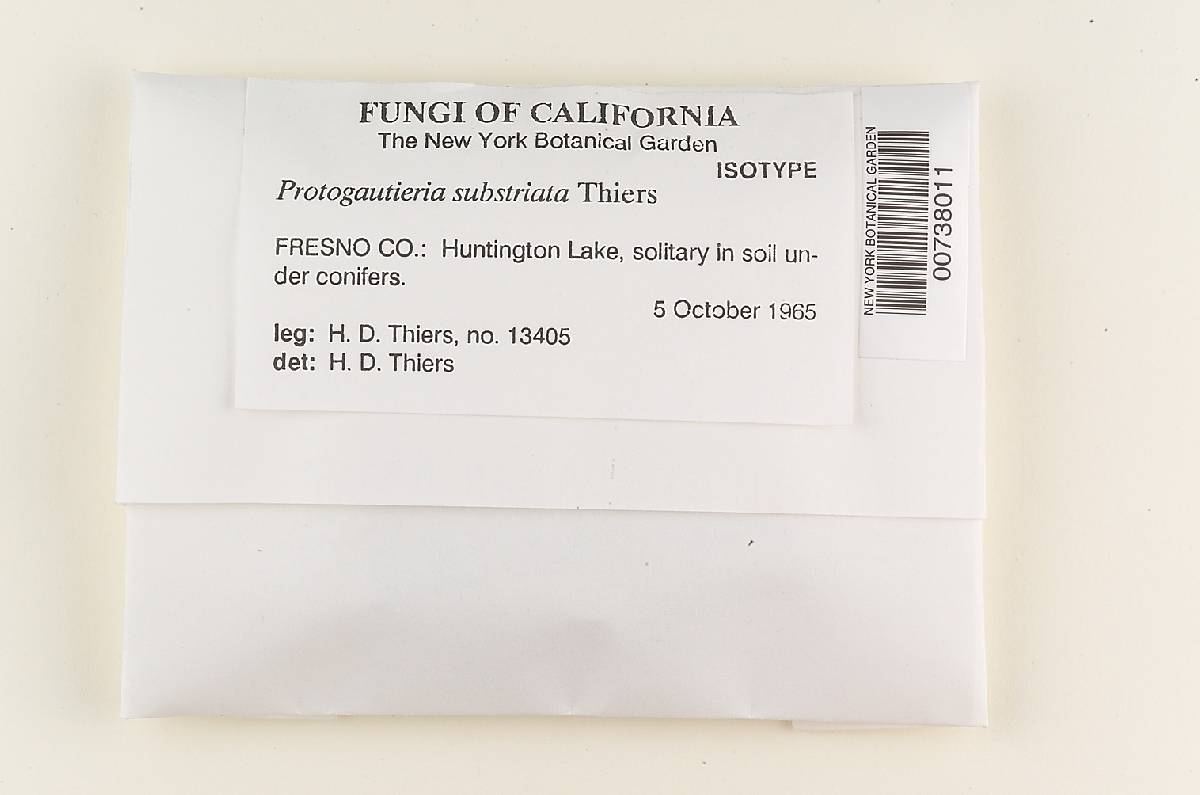 FUNGI OF CALIFORNIA
The New York Botanical Garden
ISOTYPE
Protogautieria substriata Thiers
FRESNO CO.: Huntington Lake, solitary in soil un-
der conifers.
5 October 1965
leg: H. D. Thiers, no. 13405
det: H. D. Thiers
NEW YORK BOTANICAL GARDEN
00738011